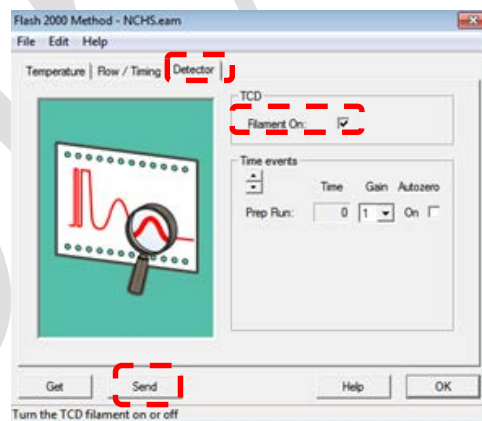 Flash 2000 Method - NCHS.eam
File Edit Help
Temperature Flow / Timing Detector
TCD
Filament On:
Time events
Time Gain Autozero
Prep Run: 0 1 On
Get Send Help OK
Turn the TCD filament on or off